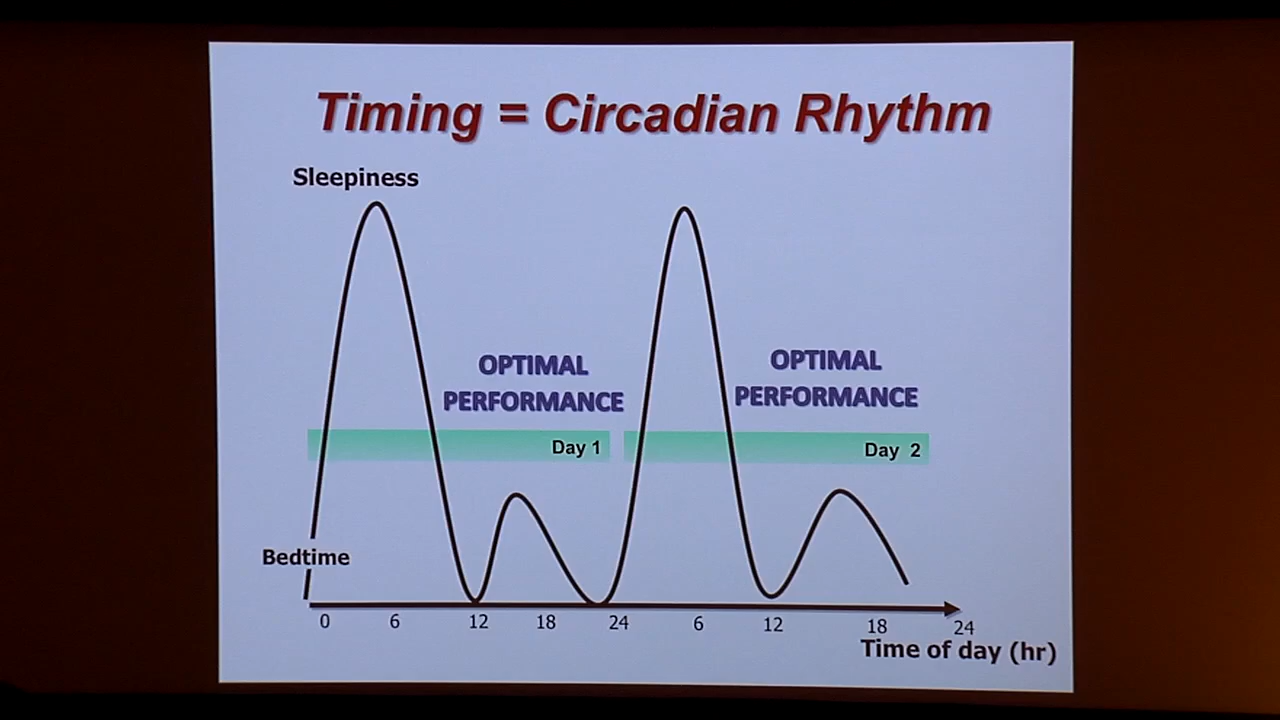 Timing = Circadian Rhythm
Sleepiness
OPTIMAL
PERFORMANCE
OPTIMAL
PERFORMANCE
Day 1
Day 2
Bedtime
0 6 12 18 24 6 12 18 24
Time of day (hr)